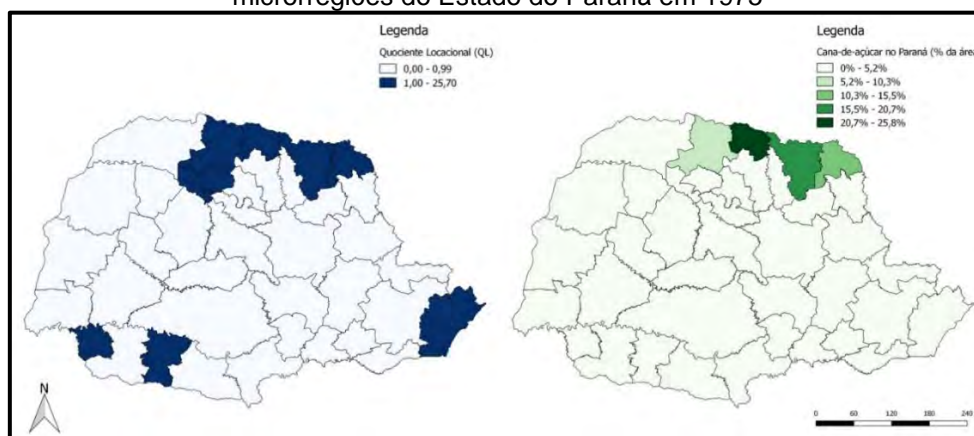 microrregiões do Estado do Paraná em 1975
Legenda
Quociente Locacional (QL)
0,00 - 0,99
1,00 - 25,70
N
Legenda
Cana-de-açúcar no Paraná (% da área
0% - 5,2%
5,2% - 10,3%
10,3% - 15,5%
15,5% - 20,7%
20,7% - 25,8%
0 60 120 180 240